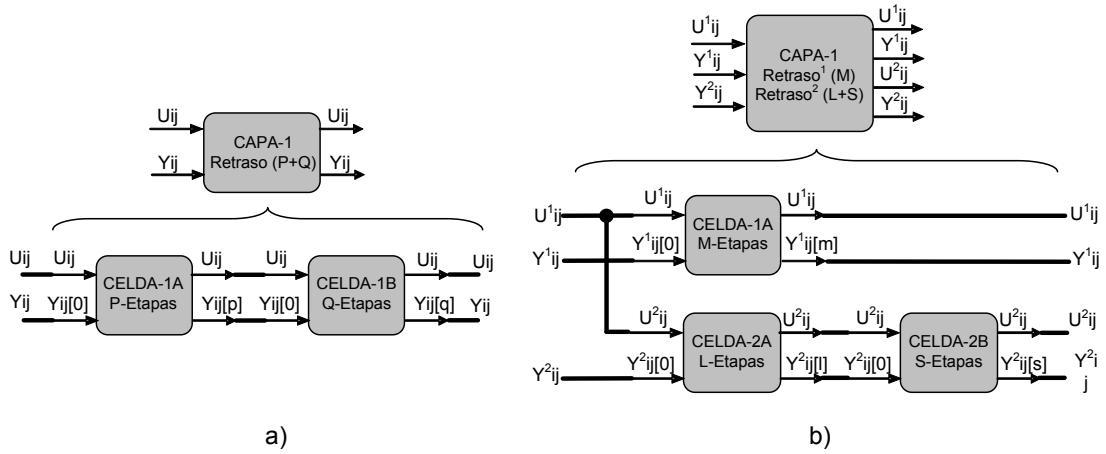 Uij
Yij
CAPA-1
Retraso (P+Q)
Uij
Yij
Uij
Yij
Uij
Yij[0]
CELDA-1A
P-Etapas
Uij
Yij[p]
Uij
Yij[0]
CELDA-1B
Q-Etapas
Uij
Yij[q]
Uij
Yij
a)
U¹ij
Y¹ij
Y²ij
CAPA-1
Retraso¹ (M)
Retraso² (L+S)
U¹ij
Y¹ij
U²ij
Y²ij
U¹ij
Y¹ij
U¹ij
Y¹ij[0]
CELDA-1A
M-Etapas
U¹ij
Y¹ij[m]
U¹ij
Y¹ij
Y²ij
U²ij
Y²ij[0]
CELDA-2A
L-Etapas
U²ij
Y²ij[l]
U²ij
Y²ij[0]
CELDA-2B
S-Etapas
U²ij
Y²ij[s]
U²ij
Y²i
j
b)